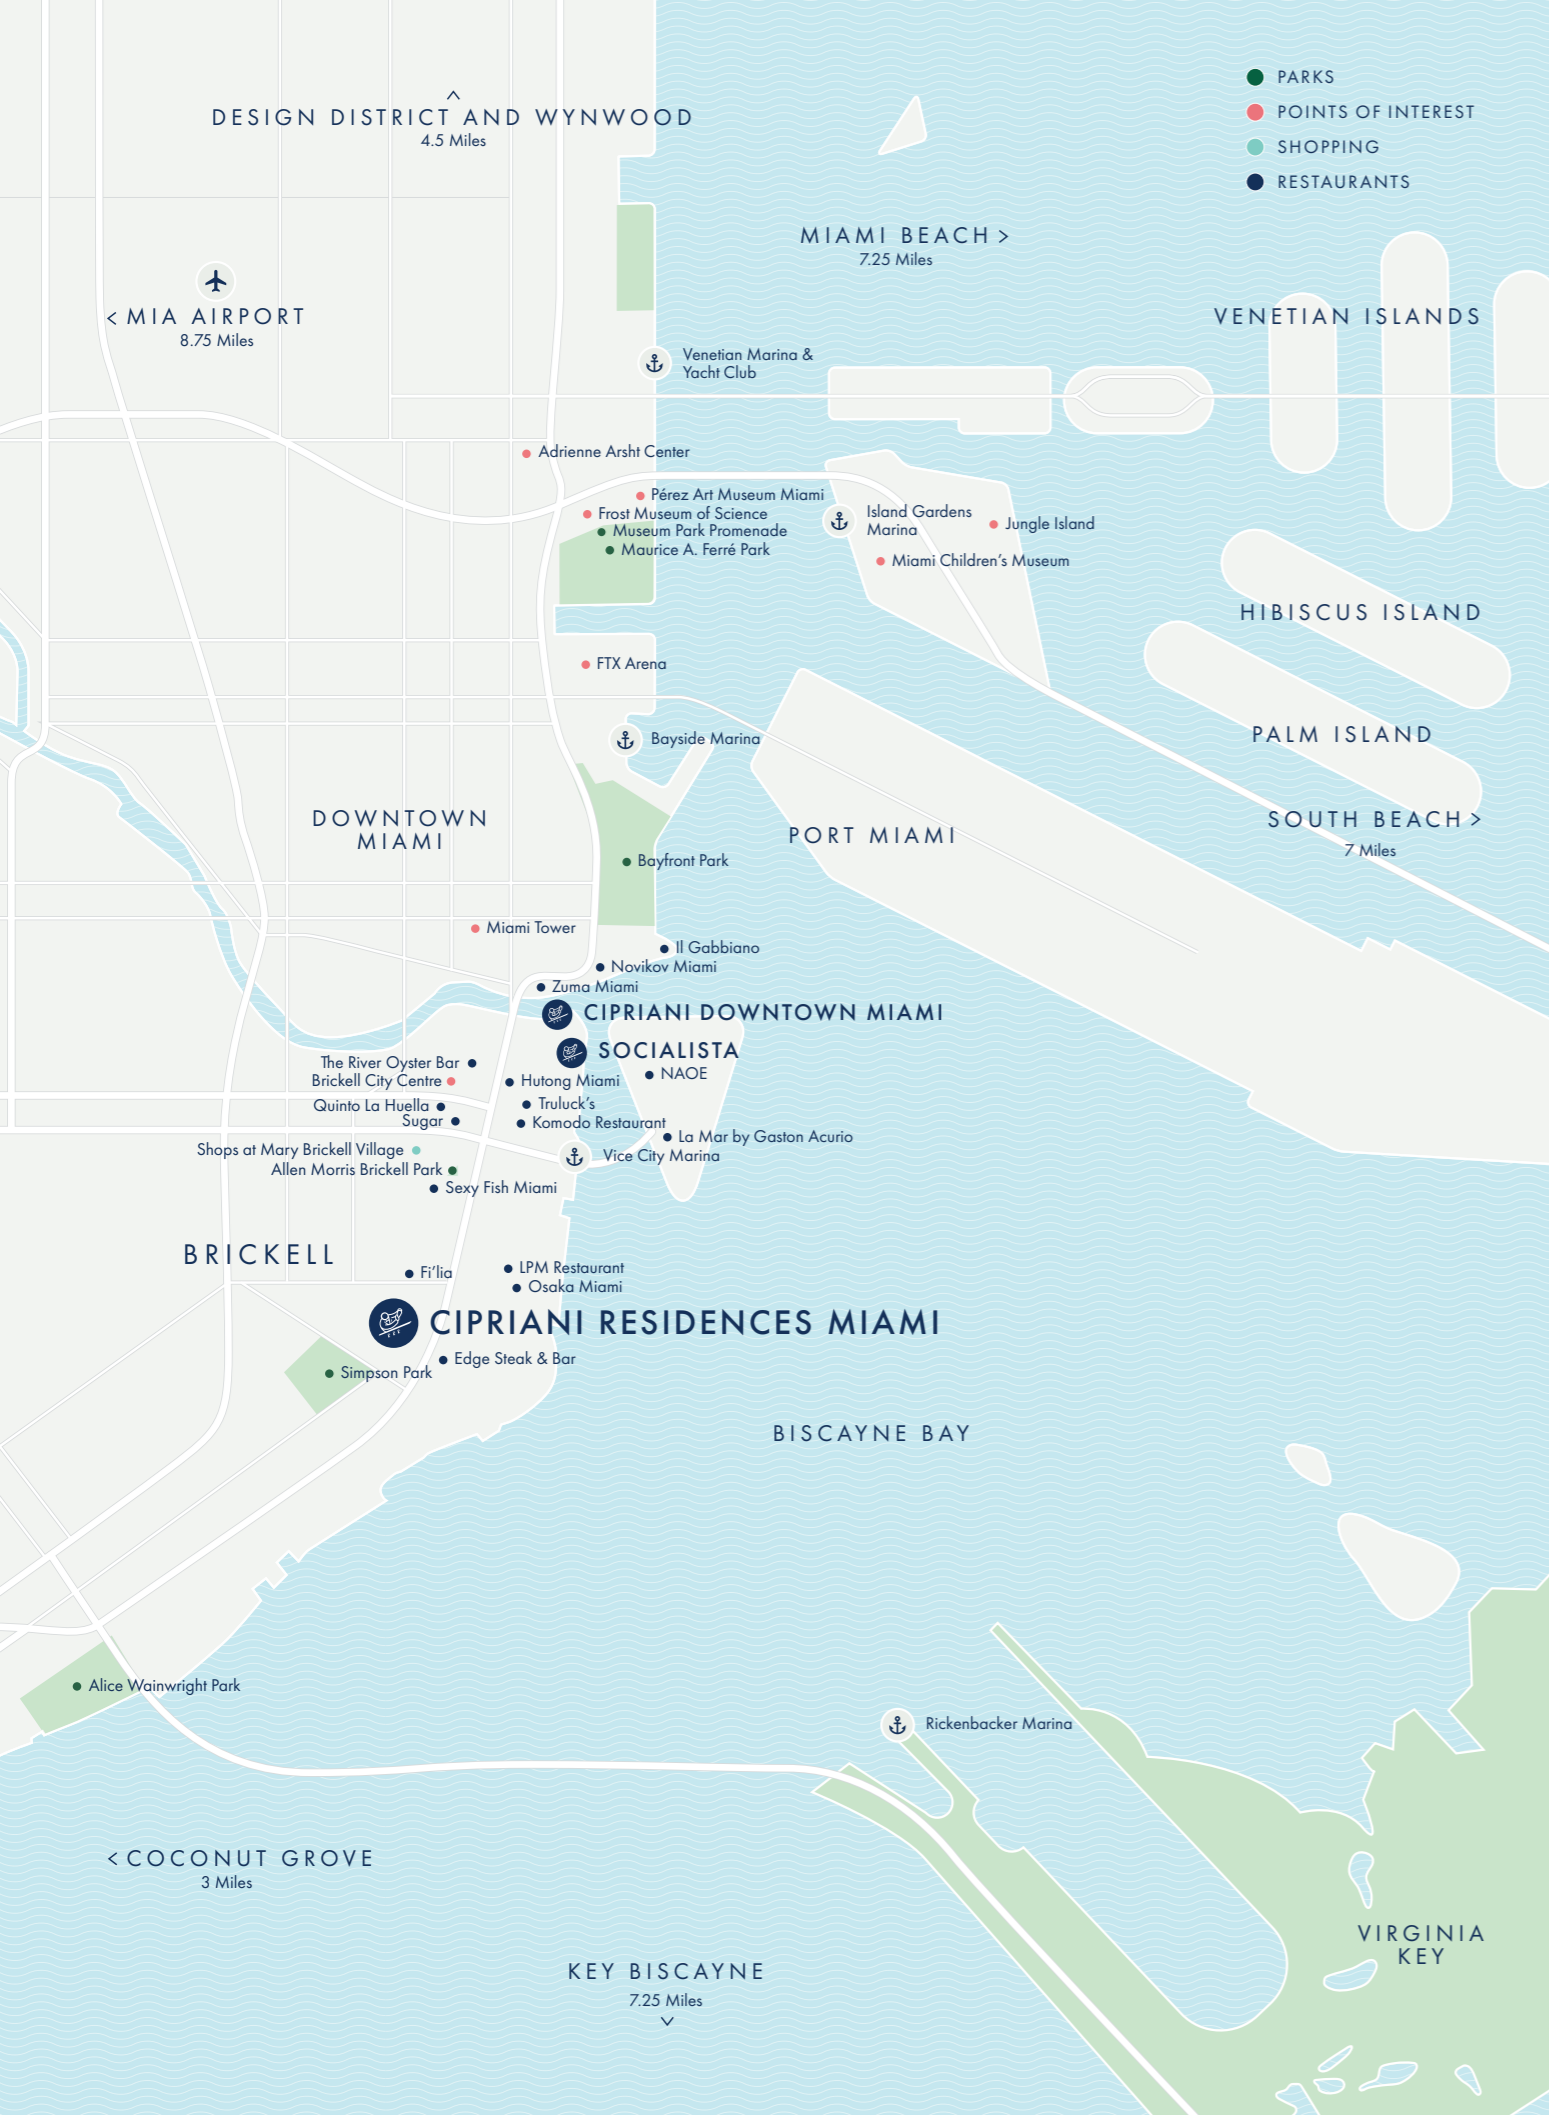 PARKS
POINTS OF INTEREST
SHOPPING
RESTAURANTS
DESIGN DISTRICT AND WYNWOOD
4.5 Miles
MIAMI BEACH >
7.25 Miles
< MIA AIRPORT
8.75 Miles
VENETIAN ISLANDS
Venetian Marina &
Yacht Club
Adrienne Arsht Center
Pérez Art Museum Miami
Frost Museum of Science
Museum Park Promenade
Maurice A. Ferré Park
Island Gardens
Marina
Jungle Island
Miami Children's Museum
HIBISCUS ISLAND
FTX Arena
PALM ISLAND
Bayside Marina
SOUTH BEACH >
7 Miles
DOWNTOWN
MIAMI
PORT MIAMI
Bayfront Park
Miami Tower
Il Gabbiano
Novikov Miami
Zuma Miami
CIPRIANI DOWNTOWN MIAMI
SOCIALISTA
The River Oyster Bar
NAOE
Brickell City Centre
Hutong Miami
Quinto La Huella
Truluck's
Sugar
Komodo Restaurant
La Mar by Gaston Acurio
Shops at Mary Brickell Village
Vice City Marina
Allen Morris Brickell Park
Sexy Fish Miami
BRICKELL
Fi'lia
LPM Restaurant
Osaka Miami
CIPRIANI RESIDENCES MIAMI
Edge Steak & Bar
Simpson Park
BISCAYNE BAY
Alice Wainwright Park
Rickenbacker Marina
< COCONUT GROVE
3 Miles
VIRGINIA
KEY
KEY BISCAYNE
7.25 Miles